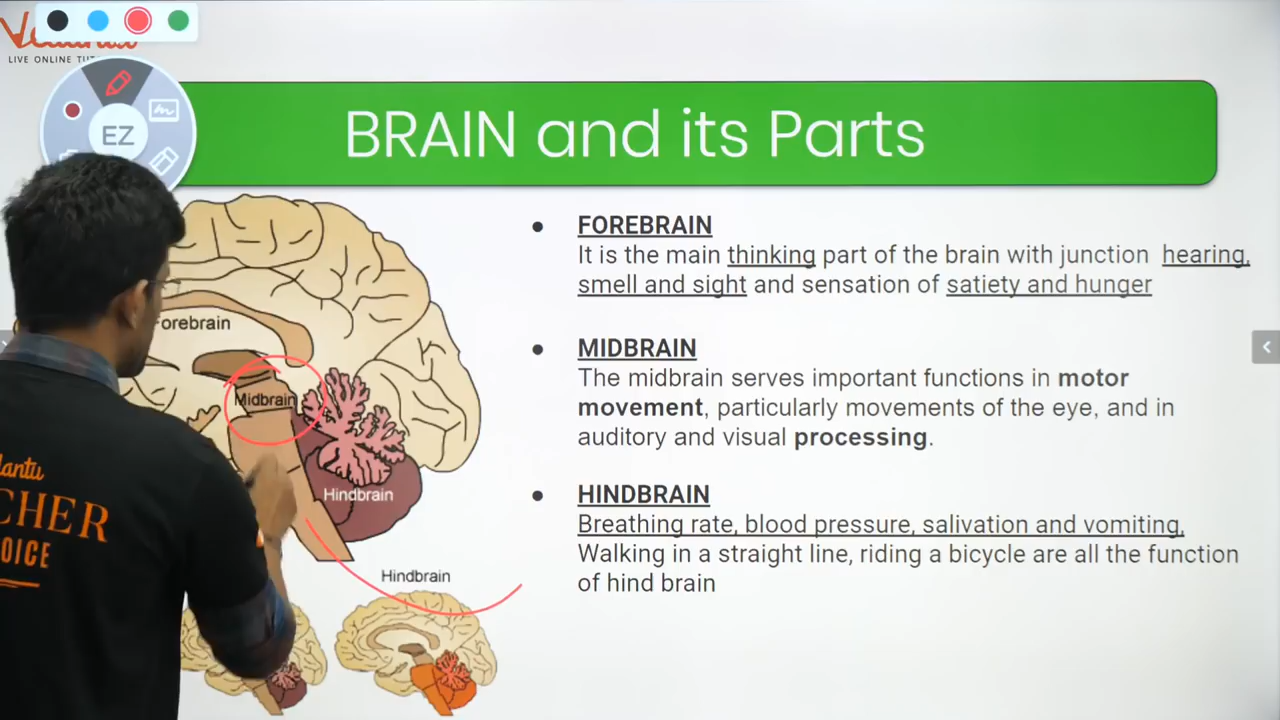 LIVE ONLINE
EZ
BRAIN and its Parts
● FOREBRAIN
It is the main thinking part of the brain with junction hearing,
smell and sight and sensation of satiety and hunger
● MIDBRAIN
The midbrain serves important functions in motor
movement, particularly movements of the eye, and in
auditory and visual processing.
● HINDBRAIN
Breathing rate, blood pressure, salivation and vomiting,
Walking in a straight line, riding a bicycle are all the function
of hind brain
orebrain
Midbrain
Hindbrain
Hindbrain
antu
CHER
OICE